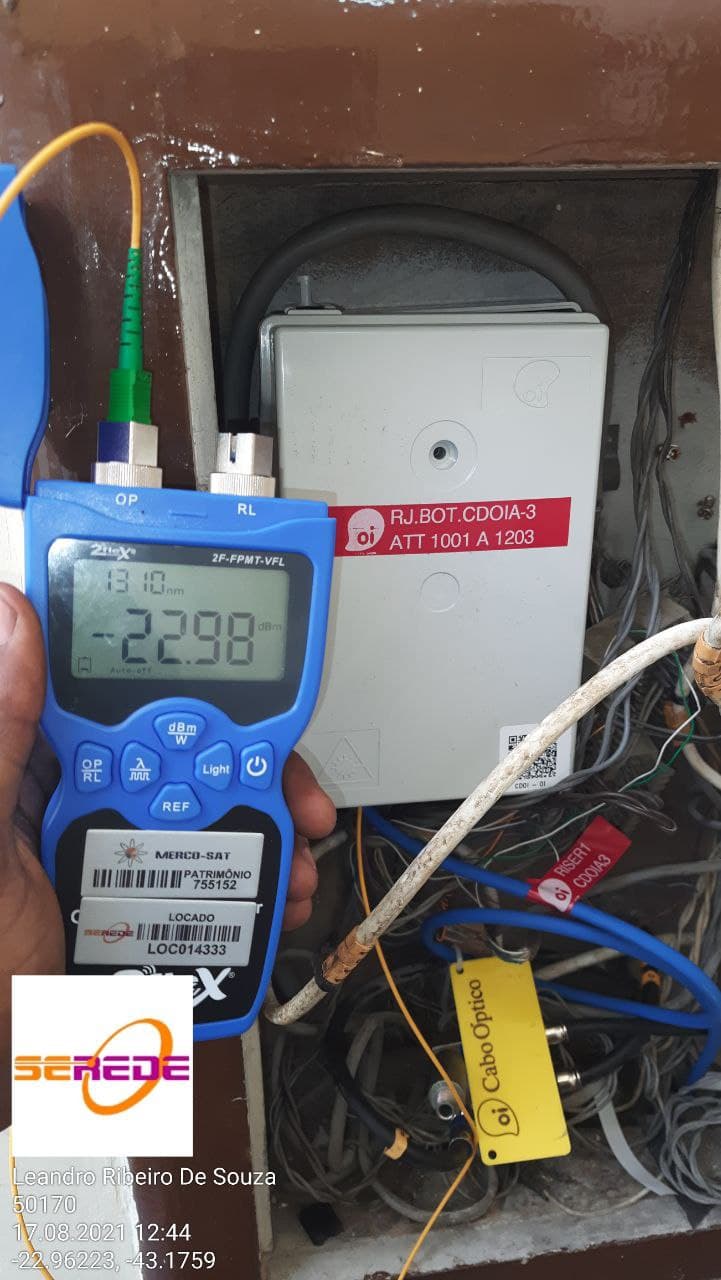 OP
RL
2fleX®
2F-FPMT-VFL
1310nm
-22.98 dBm
Auto-off
dBm
W
OP
RL
λ
Light
REF
MERCO-SAT
PATRIMÔNIO
755152
LOCADO
SEREDE
LOC014333
oi
oi RJ.BOT.CDOIA-3
ATT 1001 A 1203
oi RISER1
CDOIA3
oi Cabo Óptico
SEREDE
Leandro Ribeiro De Souza
50170
17.08.2021 12:44
-22.96223, -43.1759